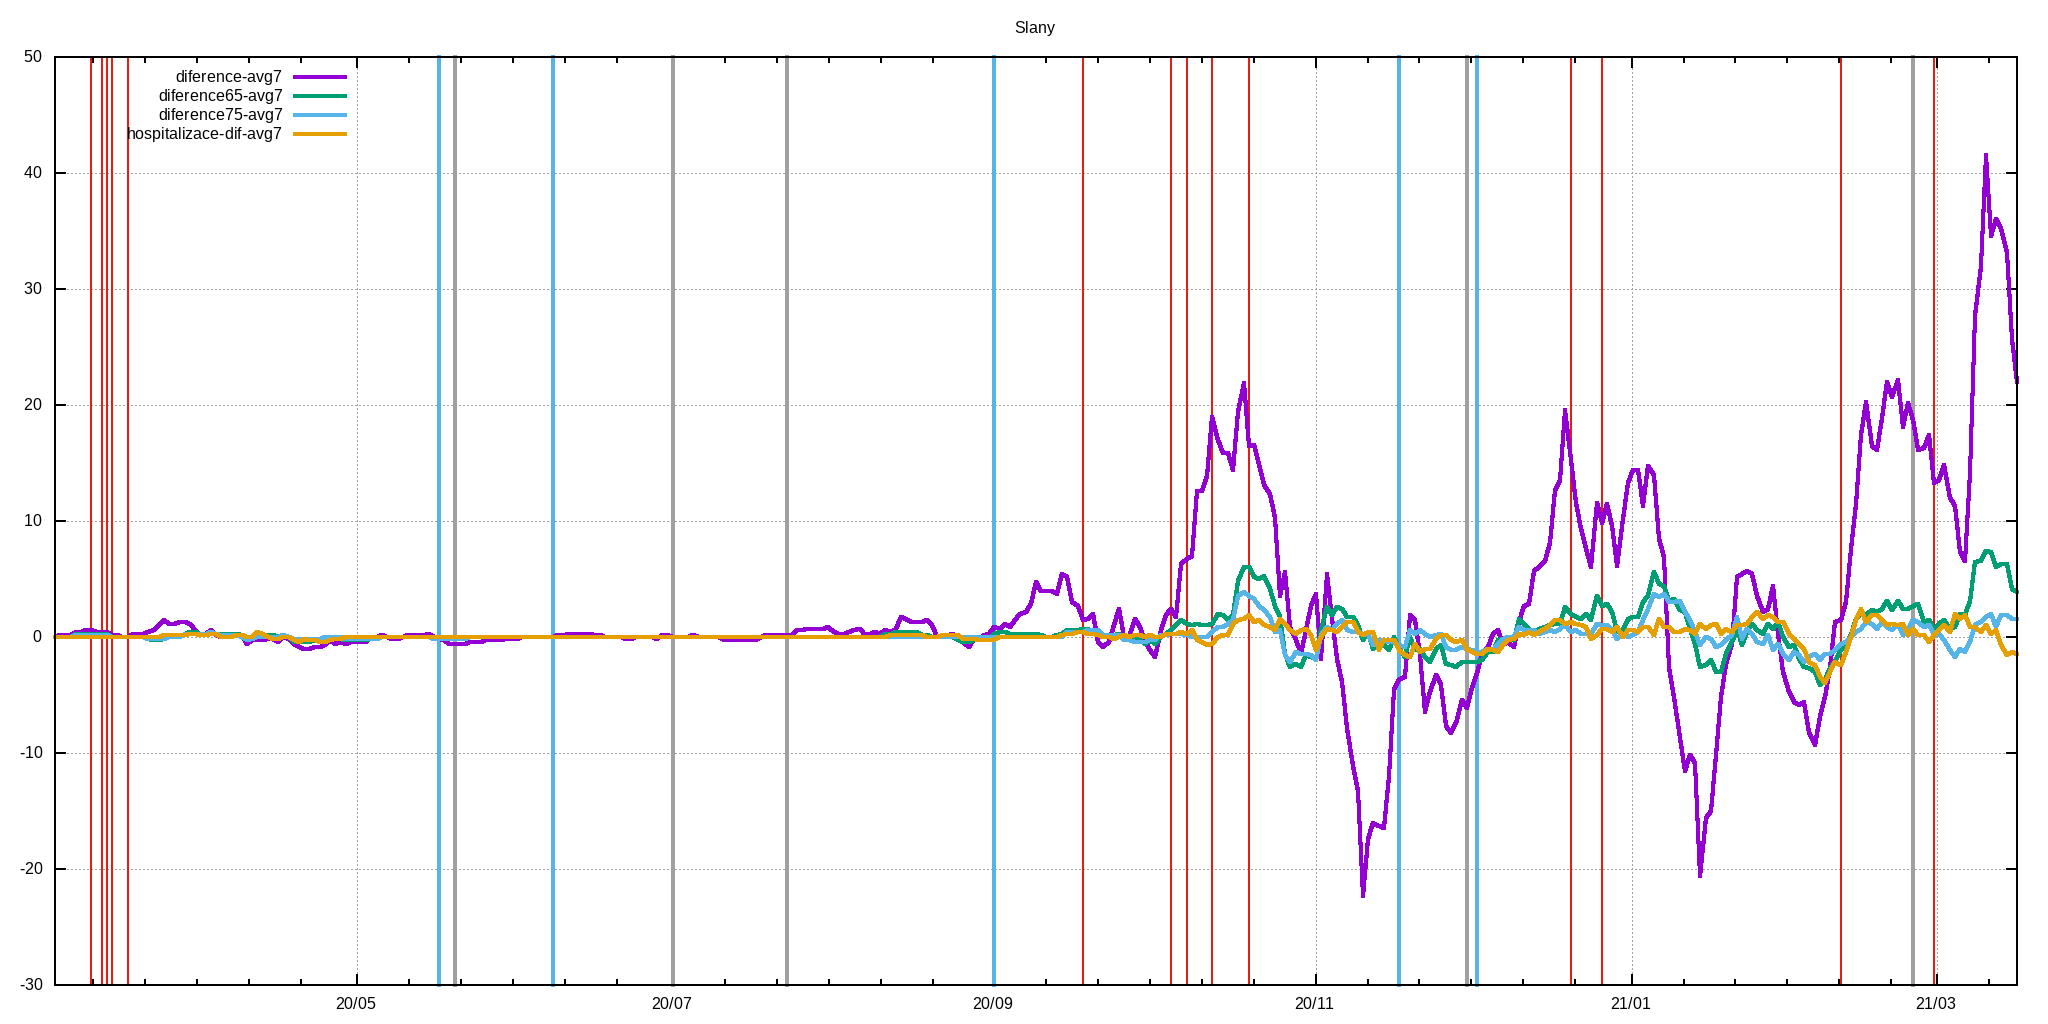 Slany
50
40
30
20
10
0
-10
-20
-30
diference-avg7
diference65-avg7
diference75-avg7
hospitalizace-dif-avg7
20/05 20/07 20/09 20/11 21/01 21/03